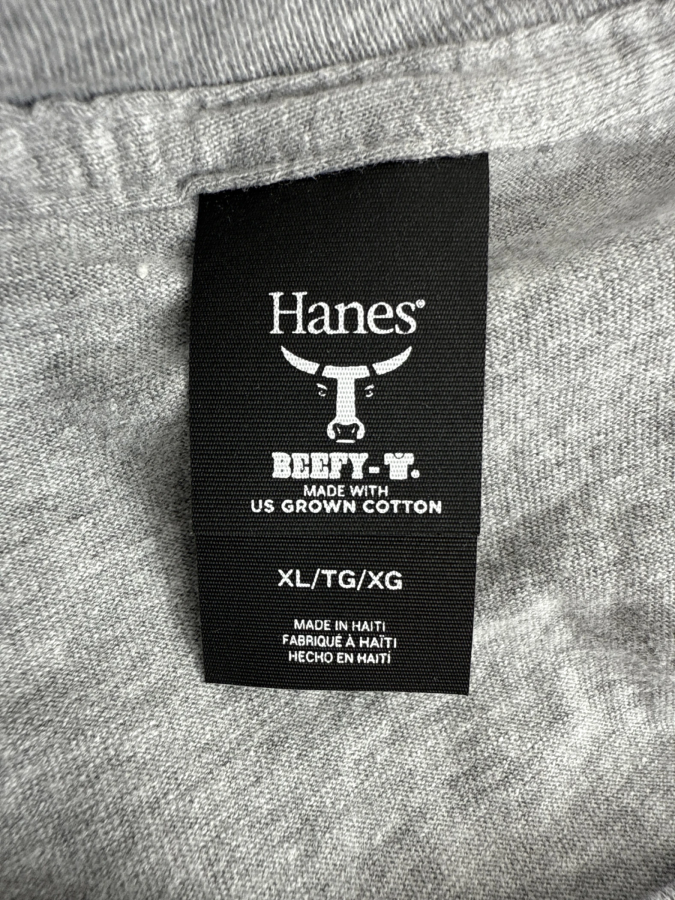 Hanes®
BEEFY-T.
MADE WITH
US GROWN COTTON
XL/TG/XG
MADE IN HAITI
FABRIQUÉ À HAÏTI
HECHO EN HAITÍ